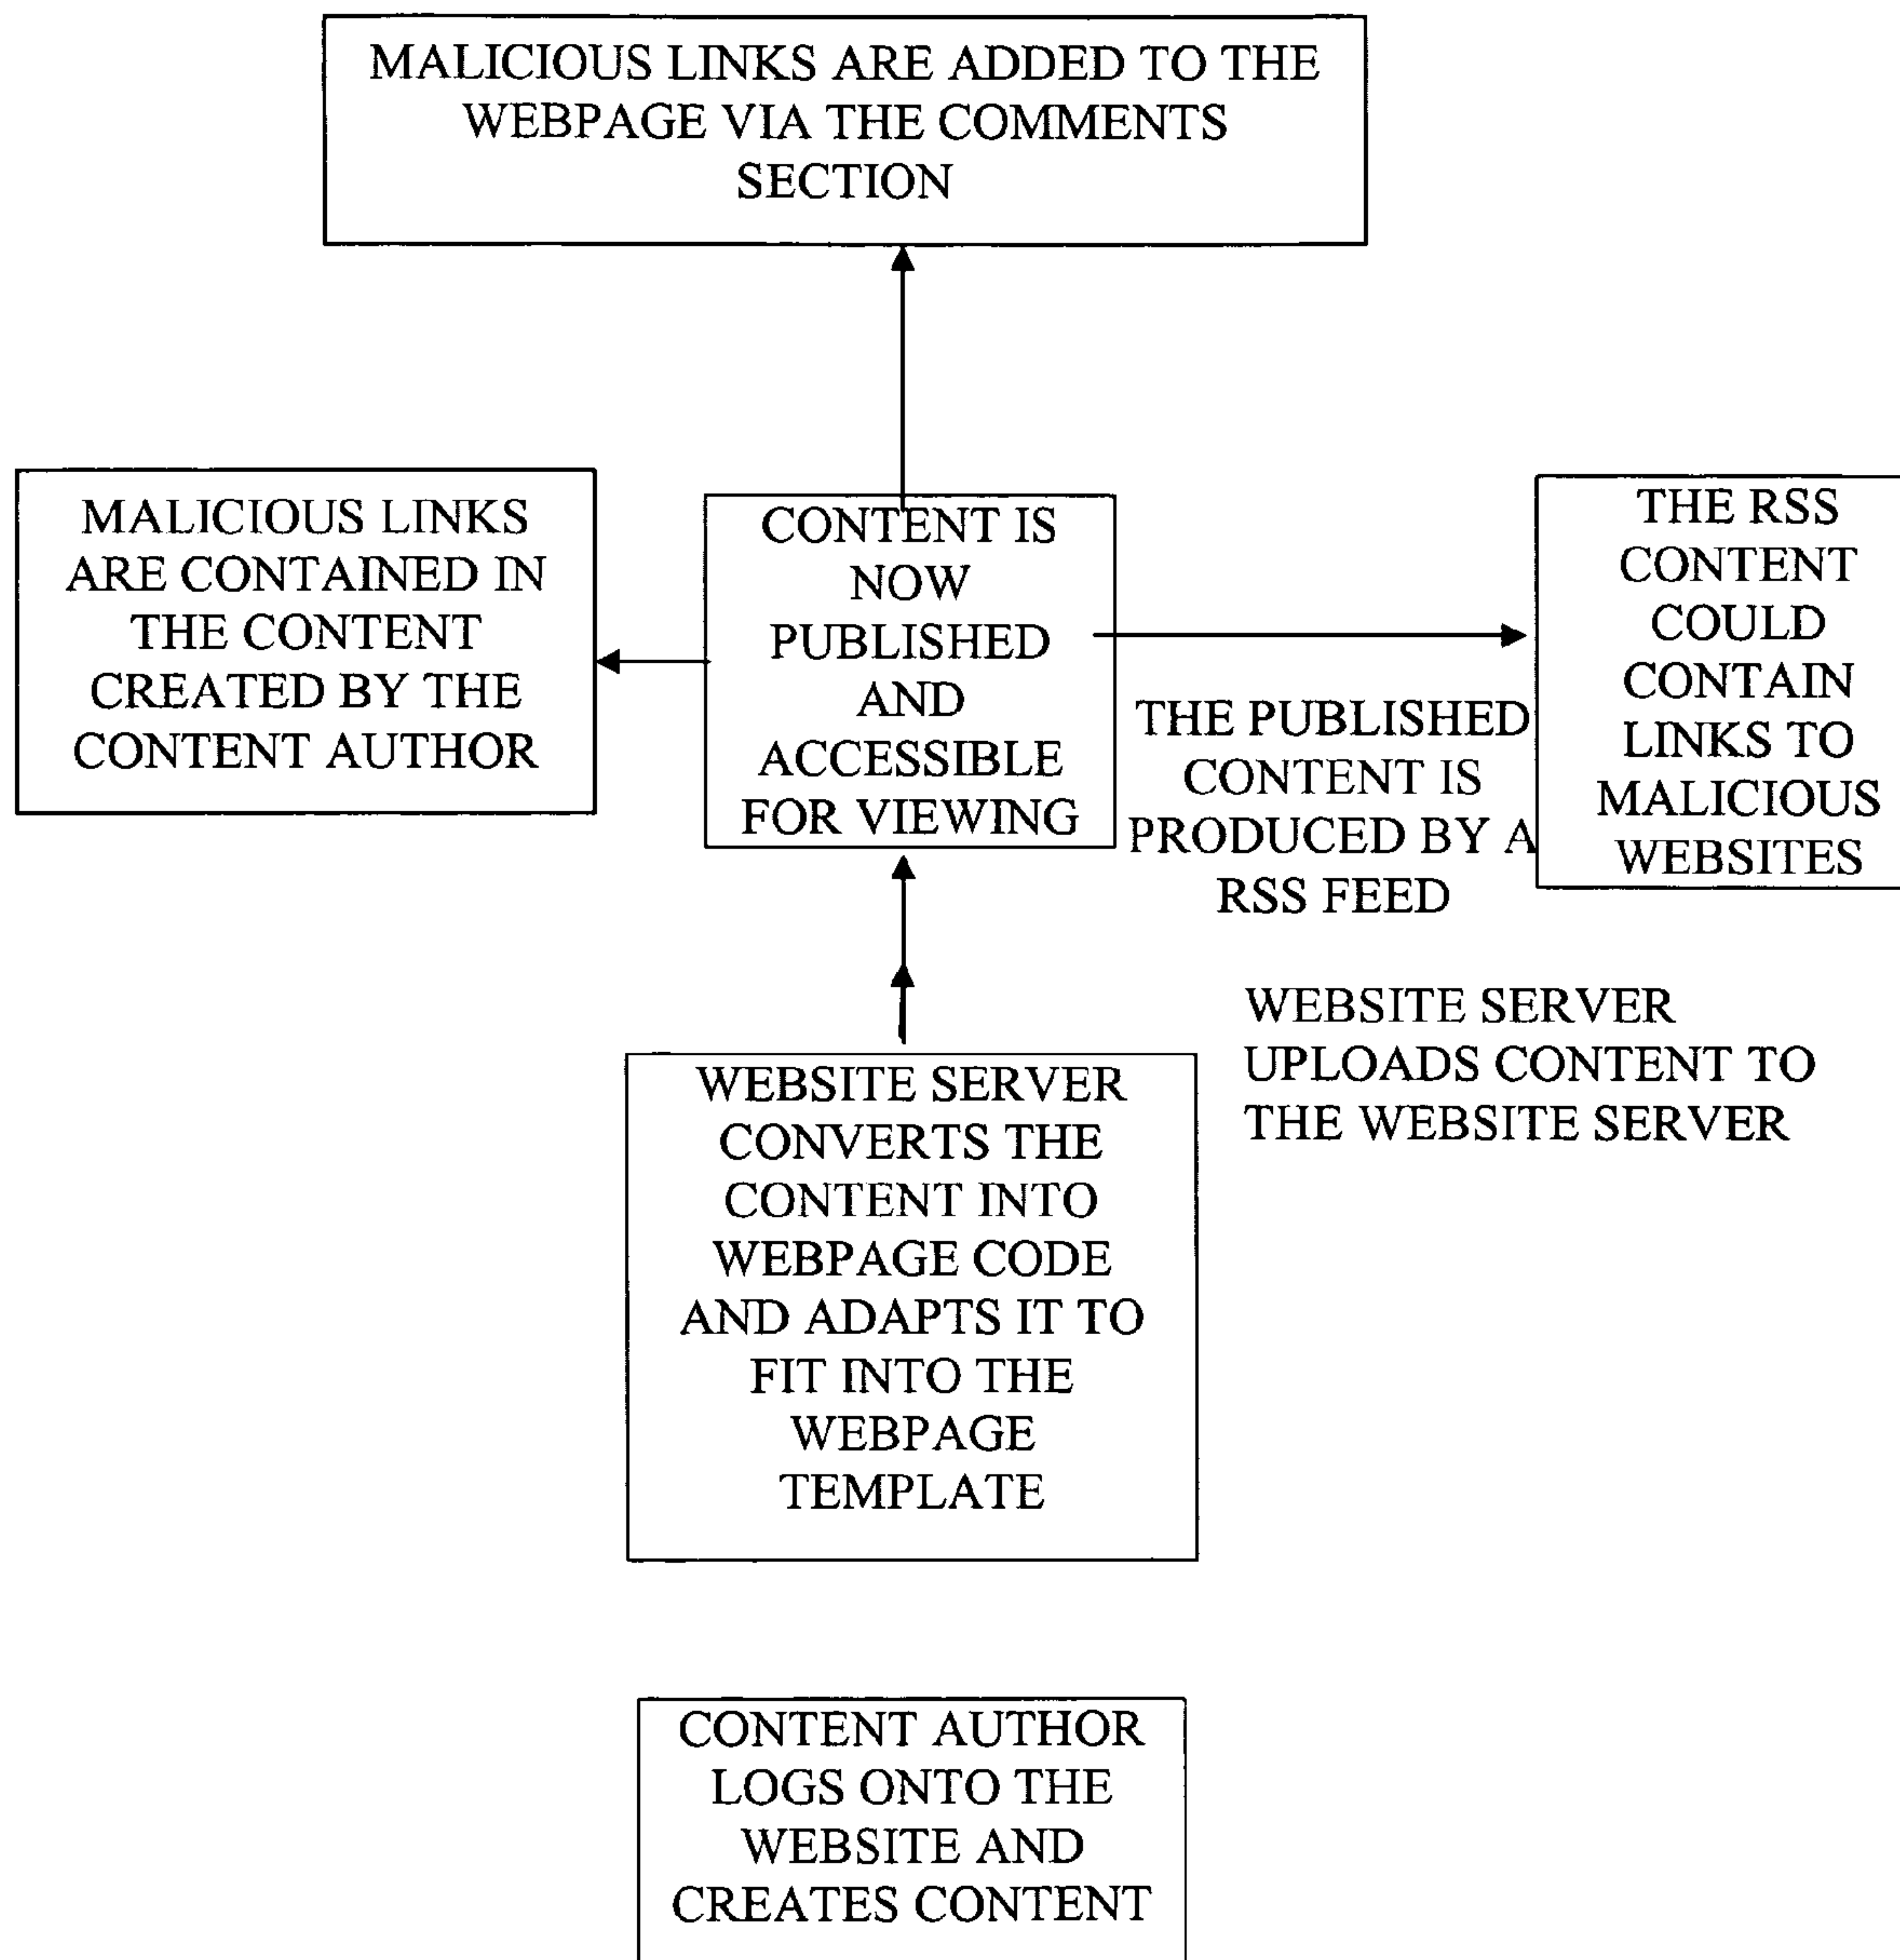 MALICIOUS LINKS ARE ADDED TO THE
WEBPAGE VIA THE COMMENTS
SECTION
MALICIOUS LINKS
ARE CONTAINED IN
THE CONTENT
CREATED BY THE
CONTENT AUTHOR
CONTENT IS
NOW
PUBLISHED
AND
ACCESSIBLE
FOR VIEWING
THE PUBLISHED
CONTENT IS
PRODUCED BY A
RSS FEED
THE RSS
CONTENT
COULD
CONTAIN
LINKS TO
MALICIOUS
WEBSITES
WEBSITE SERVER
UPLOADS CONTENT TO
THE WEBSITE SERVER
WEBSITE SERVER
CONVERTS THE
CONTENT INTO
WEBPAGE CODE
AND ADAPTS IT TO
FIT INTO THE
WEBPAGE
TEMPLATE
CONTENT AUTHOR
LOGS ONTO THE
WEBSITE AND
CREATES CONTENT